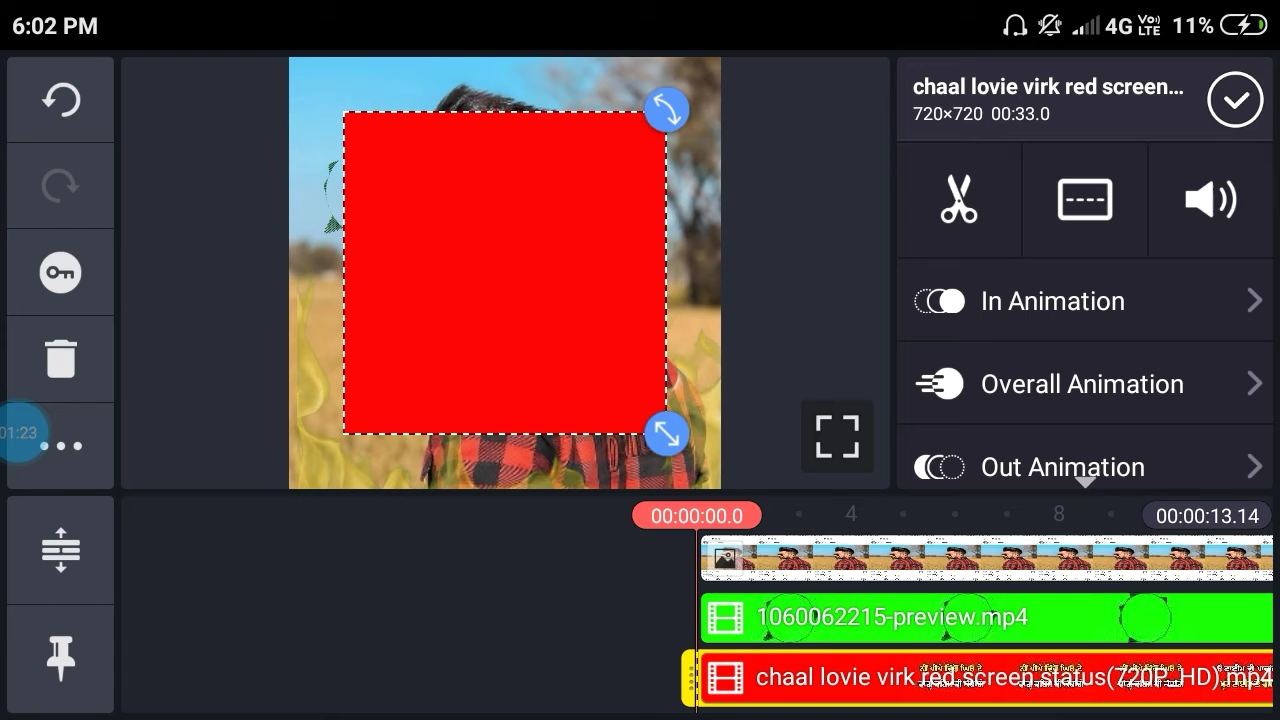 6:02 PM
4G VoLTE 11%
chaal lovie virk red screen...
720×720 00:33.0
In Animation
Overall Animation
01:23
Out Animation
00:00:00.0
4
8
00:00:13.14
1060062215-preview.mp4
chaal lovie virk red screen status(720P_HD).mp4